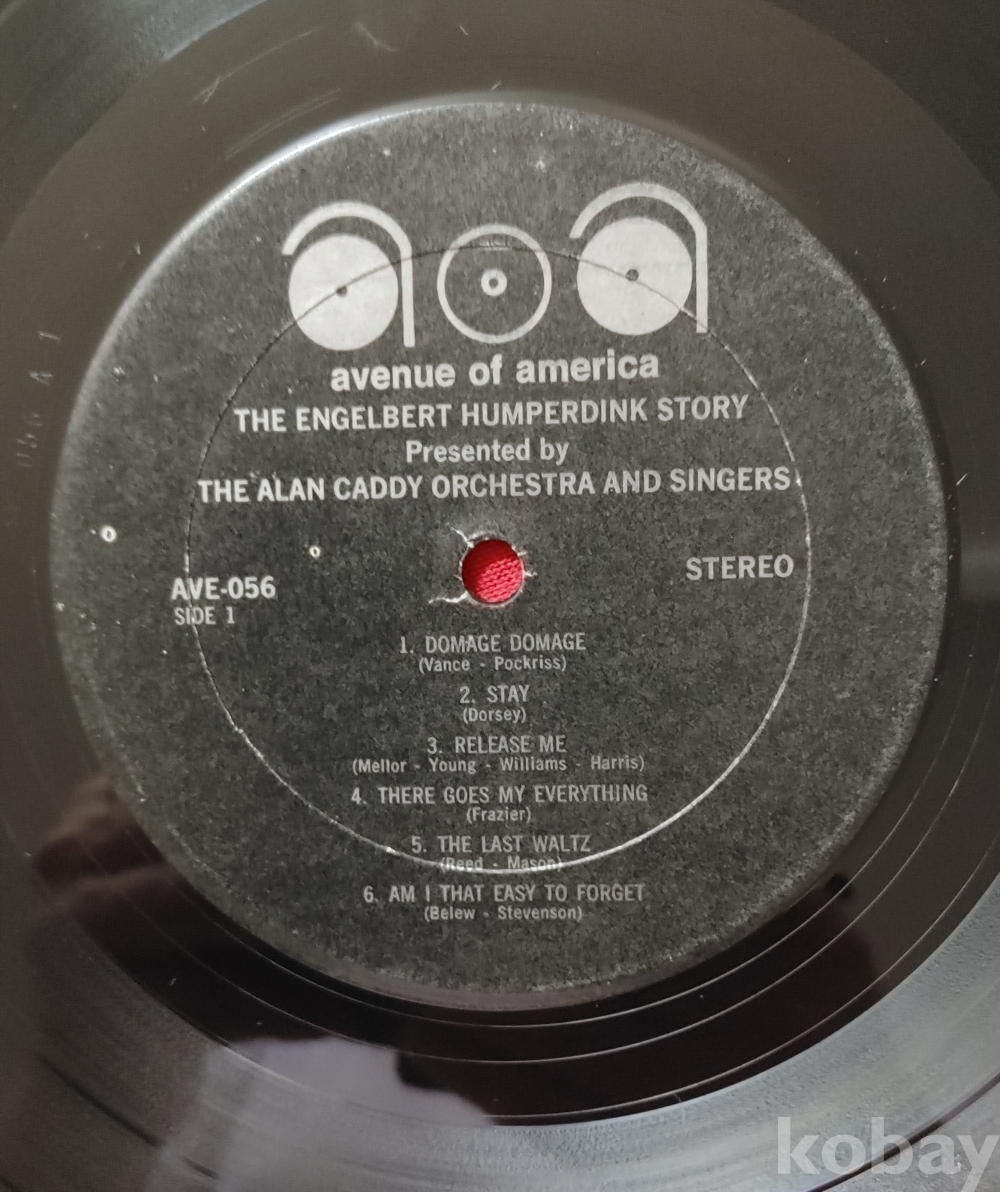 aoa
avenue of america
THE ENGELBERT HUMPERDINK STORY
Presented by
THE ALAN CADDY ORCHESTRA AND SINGERS
AVE-056
SIDE 1
STEREO
1. DOMAGE DOMAGE
(Vance - Pockriss)
2. STAY
(Dorsey)
3. RELEASE ME
(Mellor - Young - Williams - Harris)
4. THERE GOES MY EVERYTHING
(Frazier)
5. THE LAST WALTZ
(Reed - Mason)
6. AM I THAT EASY TO FORGET
(Belew - Stevenson)
kobay